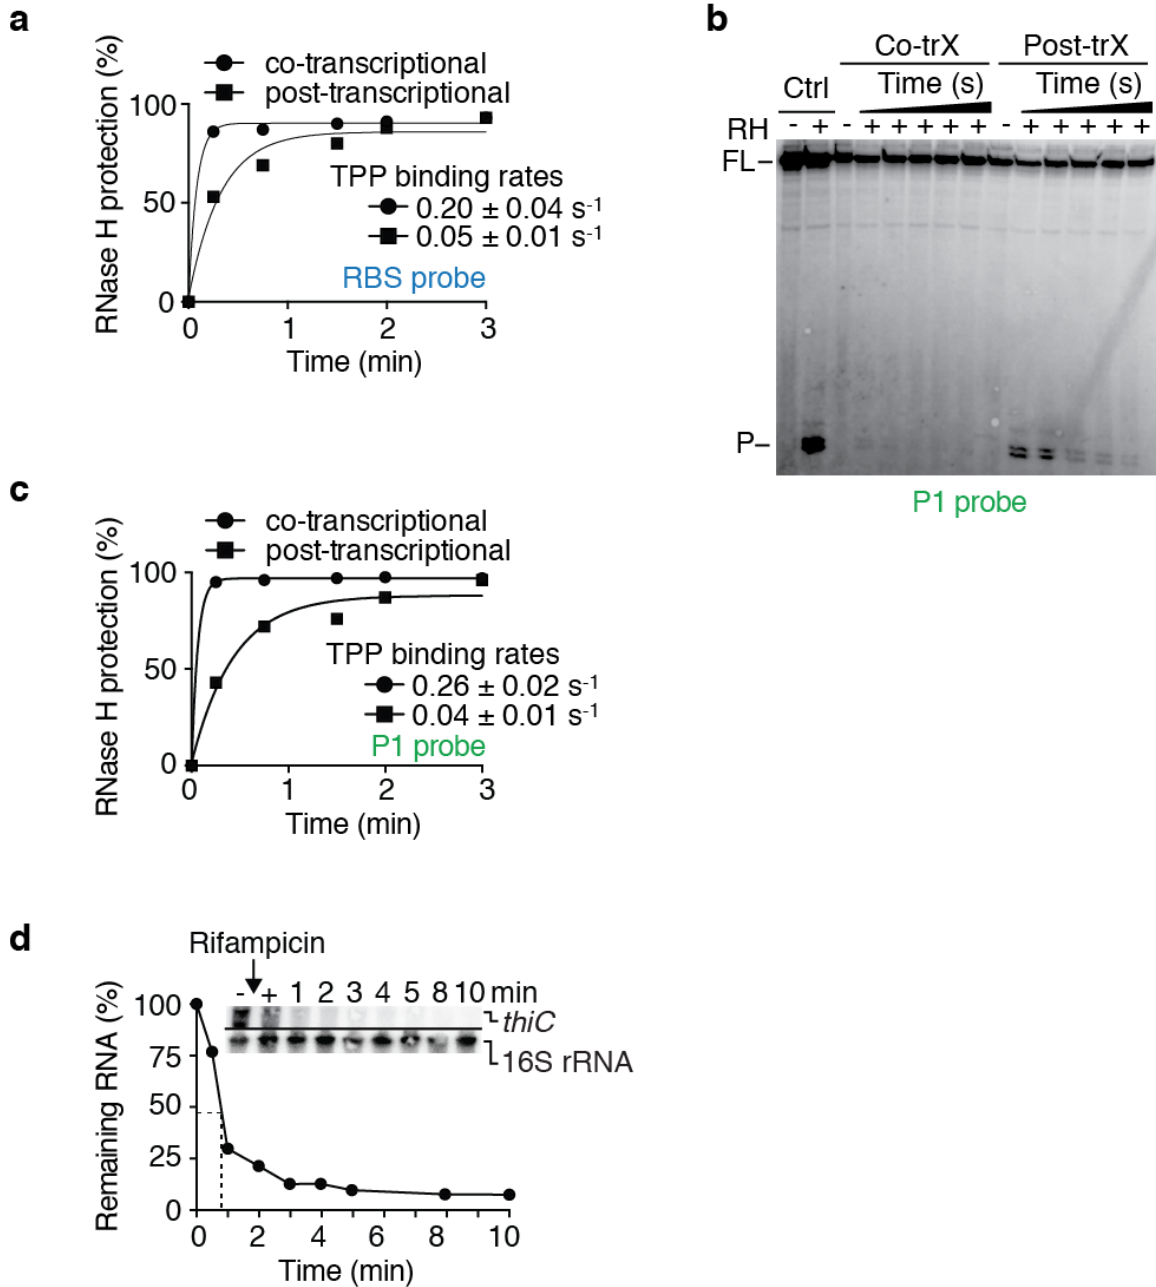 a
RNase H protection (%)
co-transcriptional
post-transcriptional
100
50
0
TPP binding rates
0.20 ± 0.04 s-1
0.05 ± 0.01 s-1
RBS probe
0 1 2 3
Time (min)
b
Co-trX Post-trX
Ctrl Time (s) Time (s)
RH - + - + + + + + - + + + + +
FL–
P–
P1 probe
c
RNase H protection (%)
co-transcriptional
post-transcriptional
100
50
0
TPP binding rates
0.26 ± 0.02 s-1
0.04 ± 0.01 s-1
P1 probe
0 1 2 3
Time (min)
d
Rifampicin
- + 1 2 3 4 5 8 10 min
thiC
16S rRNA
Remaining RNA (%)
100
75
50
25
0
0 2 4 6 8 10
Time (min)